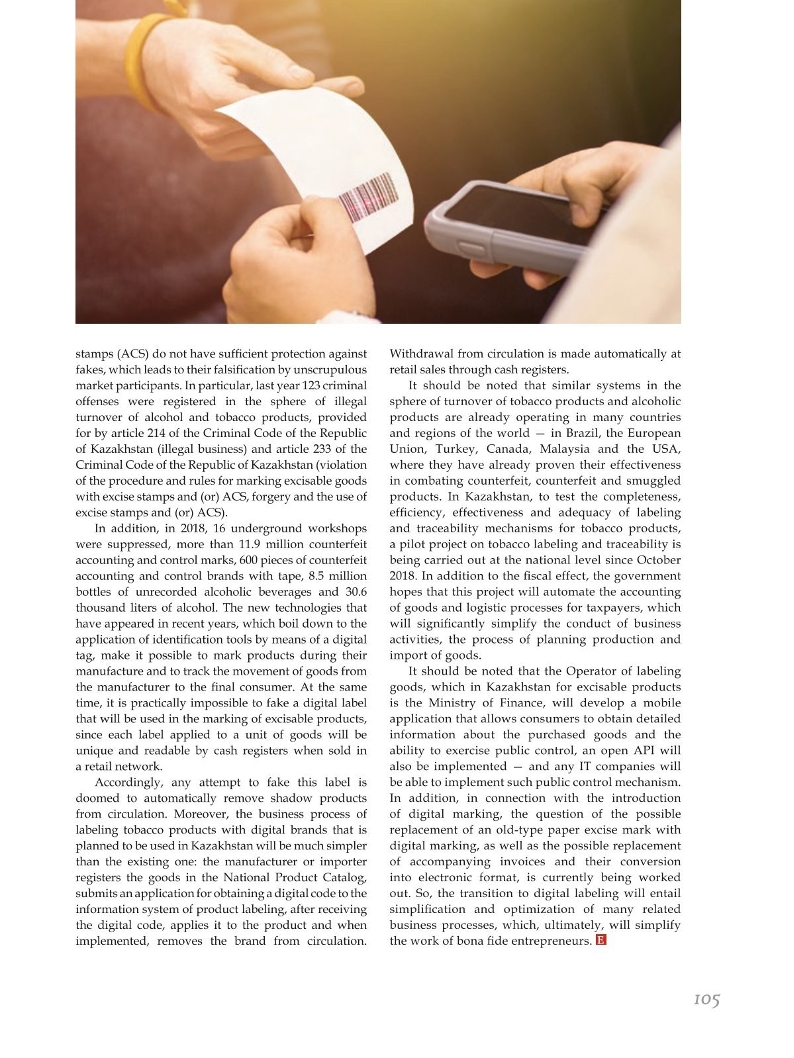 stamps (ACS) do not have sufficient protection against
fakes, which leads to their falsification by unscrupulous
market participants. In particular, last year 123 criminal
offenses were registered in the sphere of illegal
turnover of alcohol and tobacco products, provided
for by article 214 of the Criminal Code of the Republic
of Kazakhstan (illegal business) and article 233 of the
Criminal Code of the Republic of Kazakhstan (violation
of the procedure and rules for marking excisable goods
with excise stamps and (or) ACS, forgery and the use of
excise stamps and (or) ACS).
In addition, in 2018, 16 underground workshops
were suppressed, more than 11.9 million counterfeit
accounting and control marks, 600 pieces of counterfeit
accounting and control brands with tape, 8.5 million
bottles of unrecorded alcoholic beverages and 30.6
thousand liters of alcohol. The new technologies that
have appeared in recent years, which boil down to the
application of identification tools by means of a digital
tag, make it possible to mark products during their
manufacture and to track the movement of goods from
the manufacturer to the final consumer. At the same
time, it is practically impossible to fake a digital label
that will be used in the marking of excisable products,
since each label applied to a unit of goods will be
unique and readable by cash registers when sold in
a retail network.
Accordingly, any attempt to fake this label is
doomed to automatically remove shadow products
from circulation. Moreover, the business process of
labeling tobacco products with digital brands that is
planned to be used in Kazakhstan will be much simpler
than the existing one: the manufacturer or importer
registers the goods in the National Product Catalog,
submits an application for obtaining a digital code to the
information system of product labeling, after receiving
the digital code, applies it to the product and when
implemented, removes the brand from circulation.
Withdrawal from circulation is made automatically at
retail sales through cash registers.
It should be noted that similar systems in the
sphere of turnover of tobacco products and alcoholic
products are already operating in many countries
and regions of the world — in Brazil, the European
Union, Turkey, Canada, Malaysia and the USA,
where they have already proven their effectiveness
in combating counterfeit, counterfeit and smuggled
products. In Kazakhstan, to test the completeness,
efficiency, effectiveness and adequacy of labeling
and traceability mechanisms for tobacco products,
a pilot project on tobacco labeling and traceability is
being carried out at the national level since October
2018. In addition to the fiscal effect, the government
hopes that this project will automate the accounting
of goods and logistic processes for taxpayers, which
will significantly simplify the conduct of business
activities, the process of planning production and
import of goods.
It should be noted that the Operator of labeling
goods, which in Kazakhstan for excisable products
is the Ministry of Finance, will develop a mobile
application that allows consumers to obtain detailed
information about the purchased goods and the
ability to exercise public control, an open API will
also be implemented — and any IT companies will
be able to implement such public control mechanism.
In addition, in connection with the introduction
of digital marking, the question of the possible
replacement of an old-type paper excise mark with
digital marking, as well as the possible replacement
of accompanying invoices and their conversion
into electronic format, is currently being worked
out. So, the transition to digital labeling will entail
simplification and optimization of many related
business processes, which, ultimately, will simplify
the work of bona fide entrepreneurs. E
105